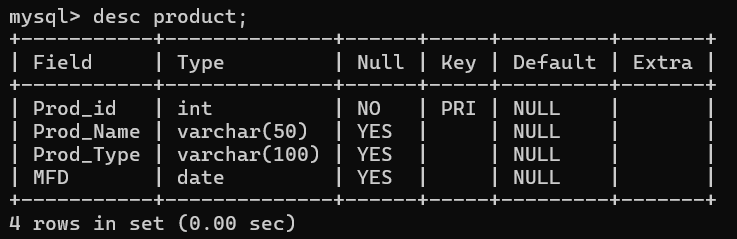 mysql> desc product;
+-----------+--------------+------+-----+---------+-------+
| Field     | Type         | Null | Key | Default | Extra |
+-----------+--------------+------+-----+---------+-------+
| Prod_id   | int          | NO   | PRI | NULL    |       |
| Prod_Name | varchar(50)  | YES  |     | NULL    |       |
| Prod_Type | varchar(100) | YES  |     | NULL    |       |
| MFD       | date         | YES  |     | NULL    |       |
+-----------+--------------+------+-----+---------+-------+
4 rows in set (0.00 sec)